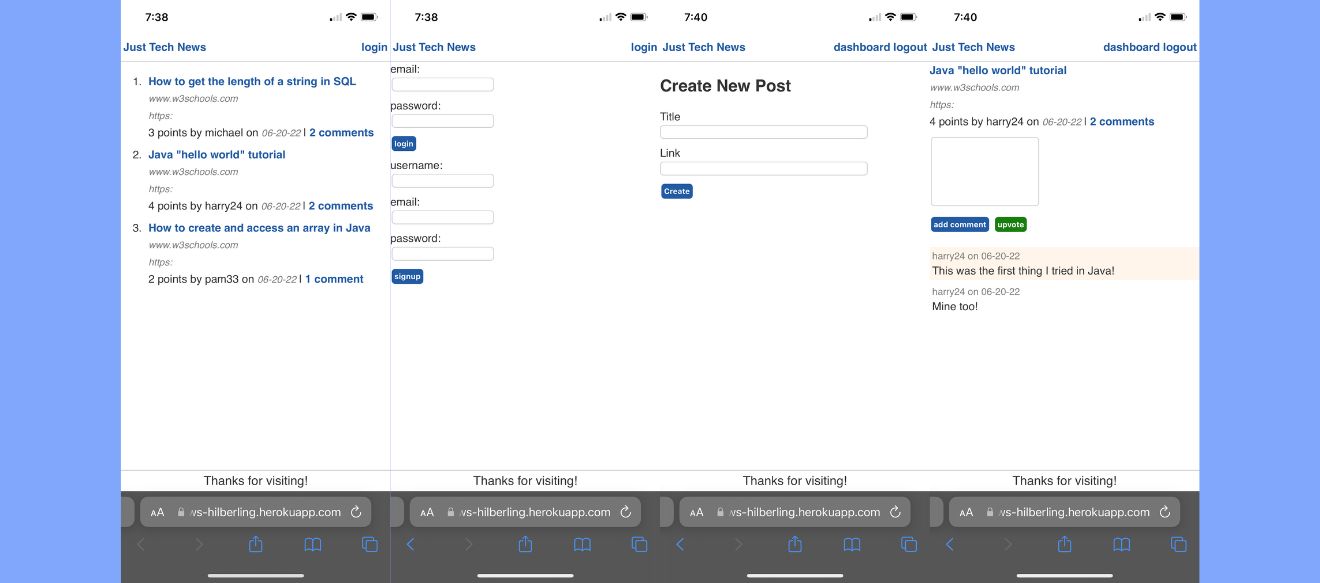 7:38
Just Tech News login
1. How to get the length of a string in SQL
www.w3schools.com
https:
3 points by michael on 06-20-22 | 2 comments
2. Java "hello world" tutorial
www.w3schools.com
https:
4 points by harry24 on 06-20-22 | 2 comments
3. How to create and access an array in Java
www.w3schools.com
https:
2 points by pam33 on 06-20-22 | 1 comment
Thanks for visiting!
AA vs-hilberling.herokuapp.com
7:38
Just Tech News login
email:
password:
login
username:
email:
password:
signup
Thanks for visiting!
AA vs-hilberling.herokuapp.com
7:40
Just Tech News dashboard logout
Create New Post
Title
Link
Create
Thanks for visiting!
AA vs-hilberling.herokuapp.com
7:40
Just Tech News dashboard logout
Java "hello world" tutorial
www.w3schools.com
https:
4 points by harry24 on 06-20-22 | 2 comments
add comment upvote
harry24 on 06-20-22
This was the first thing I tried in Java!
harry24 on 06-20-22
Mine too!
Thanks for visiting!
AA vs-hilberling.herokuapp.com